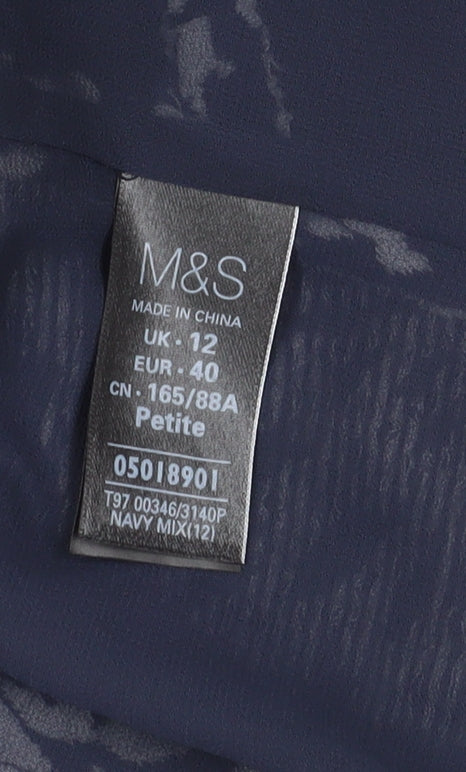 M&S
MADE IN CHINA
UK · 12
EUR · 40
CN · 165/88A
Petite
05018901
T97 00346/3140P
NAVY MIX(12)